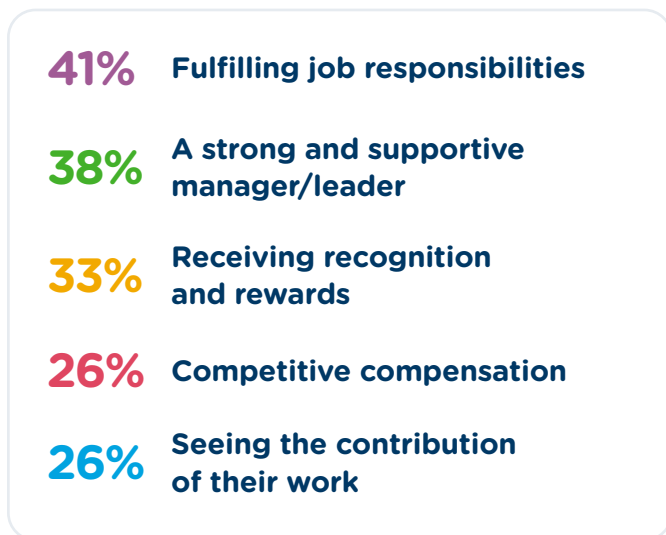 41% Fulfilling job responsibilities
38% A strong and supportive
manager/leader
33% Receiving recognition
and rewards
26% Competitive compensation
26% Seeing the contribution
of their work